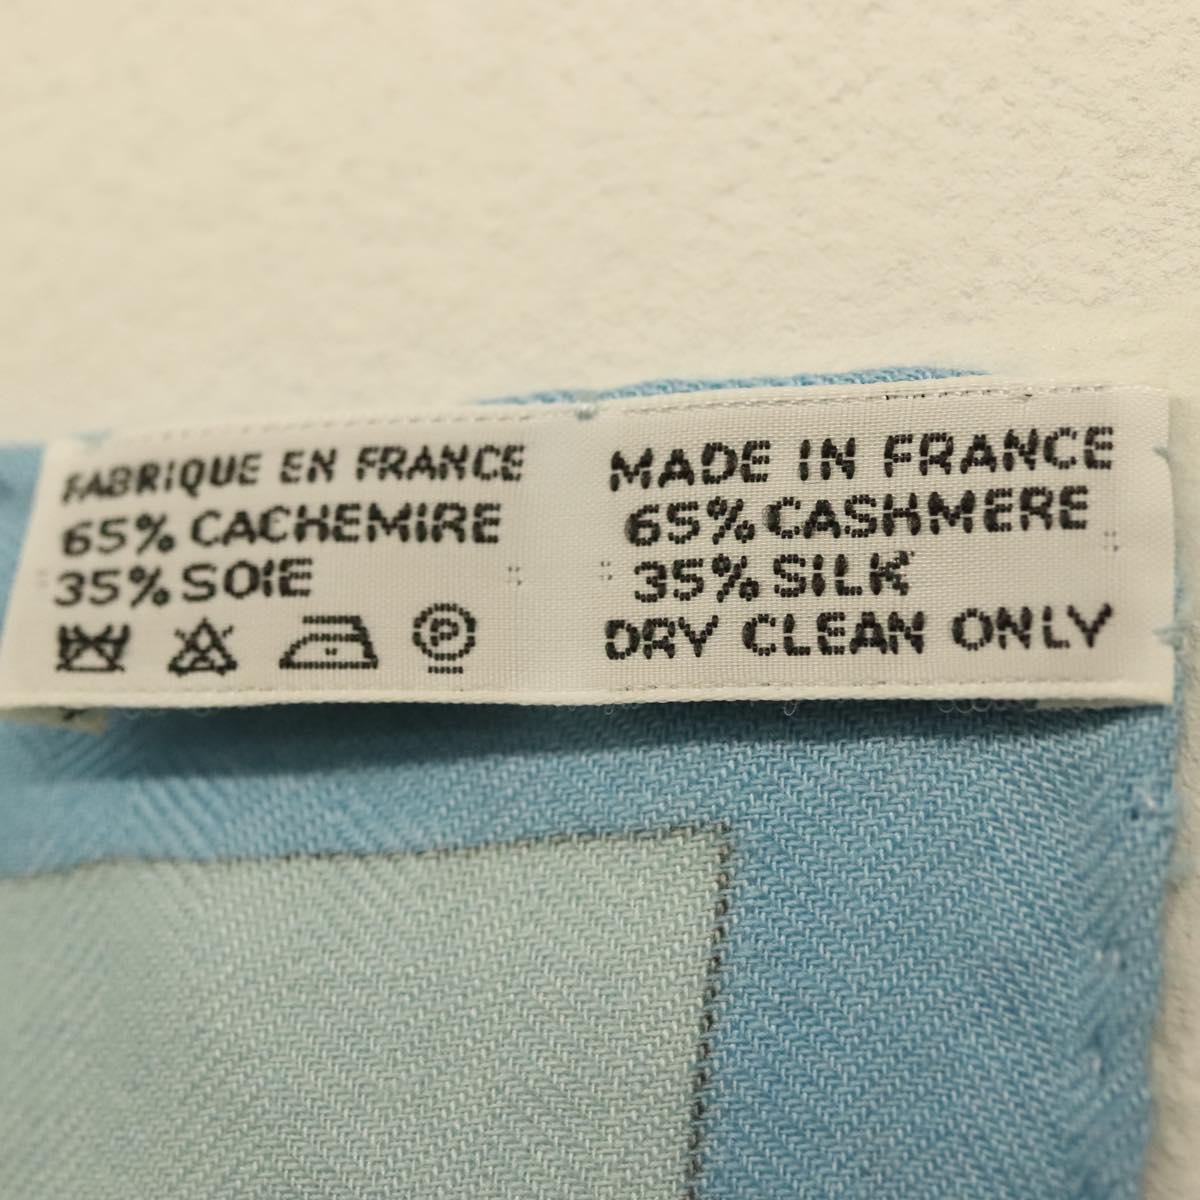 FABRIQUE EN FRANCE
65% CACHEMIRE
35% SOIE
P
MADE IN FRANCE
65% CASHMERE
35% SILK
DRY CLEAN ONLY